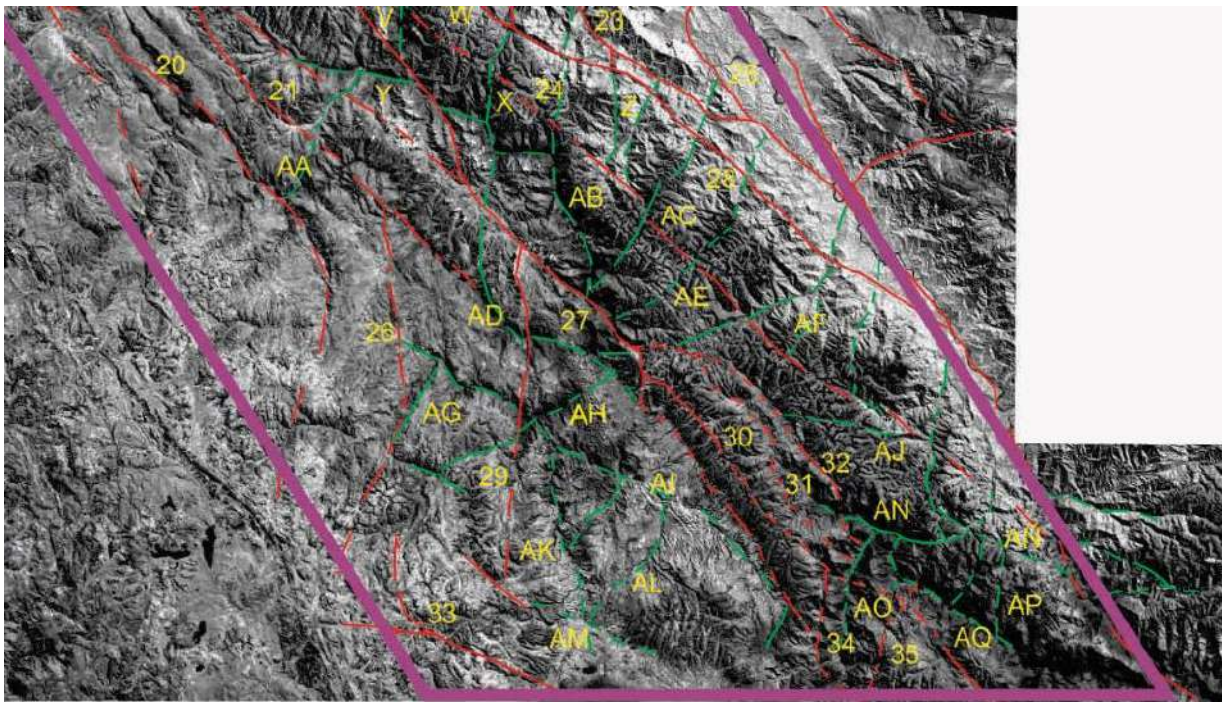 V W 23
20 21 Y X 24 Z 25
AA AB AC 28
26 AD 27 AE AF
AG AH 30
29 AI 31 32 AJ
AK AN AN
AL AO AP
33 AM 34 35 AQ